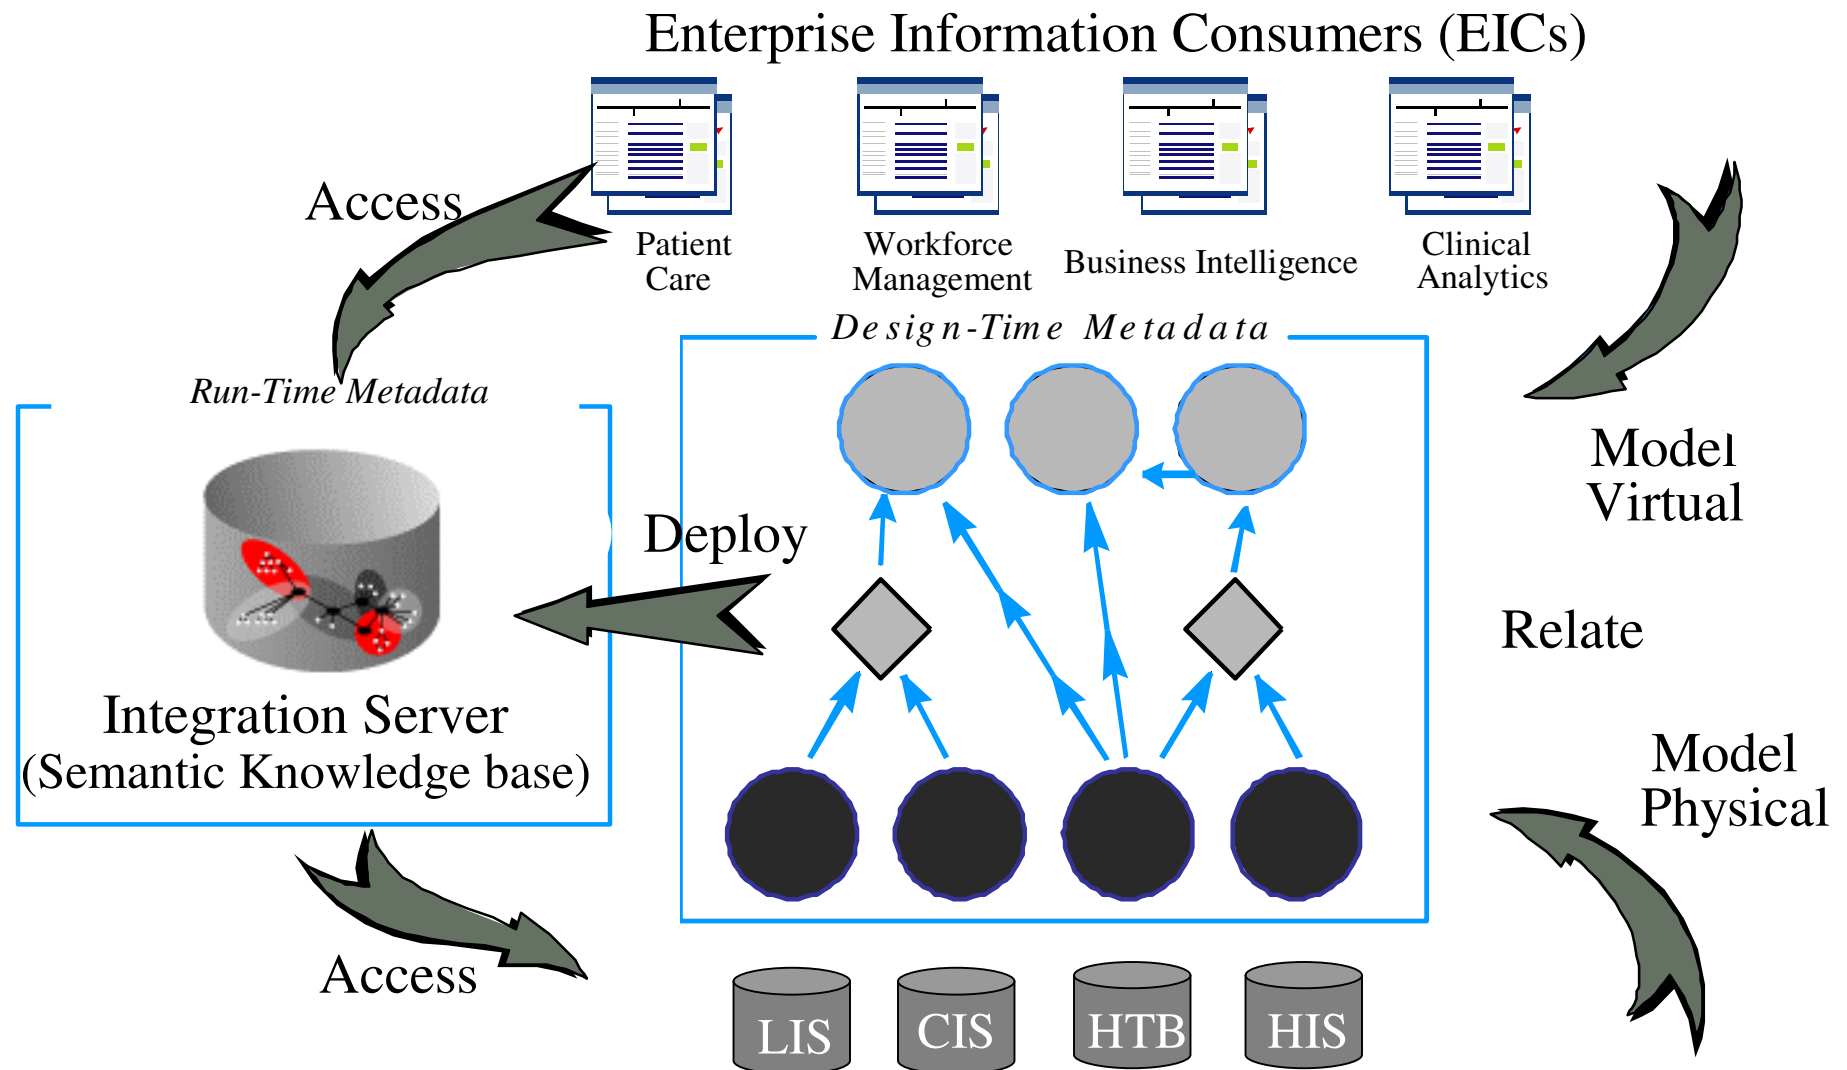 Enterprise Information Consumers (EICs)
Access
Patient
Care
Workforce
Management
Business Intelligence
Clinical
Analytics
Design-Time Metadata
Run-Time Metadata
Model
Virtual
Deploy
Relate
Integration Server
(Semantic Knowledge base)
Model
Physical
Access
LIS
CIS
HTB
HIS